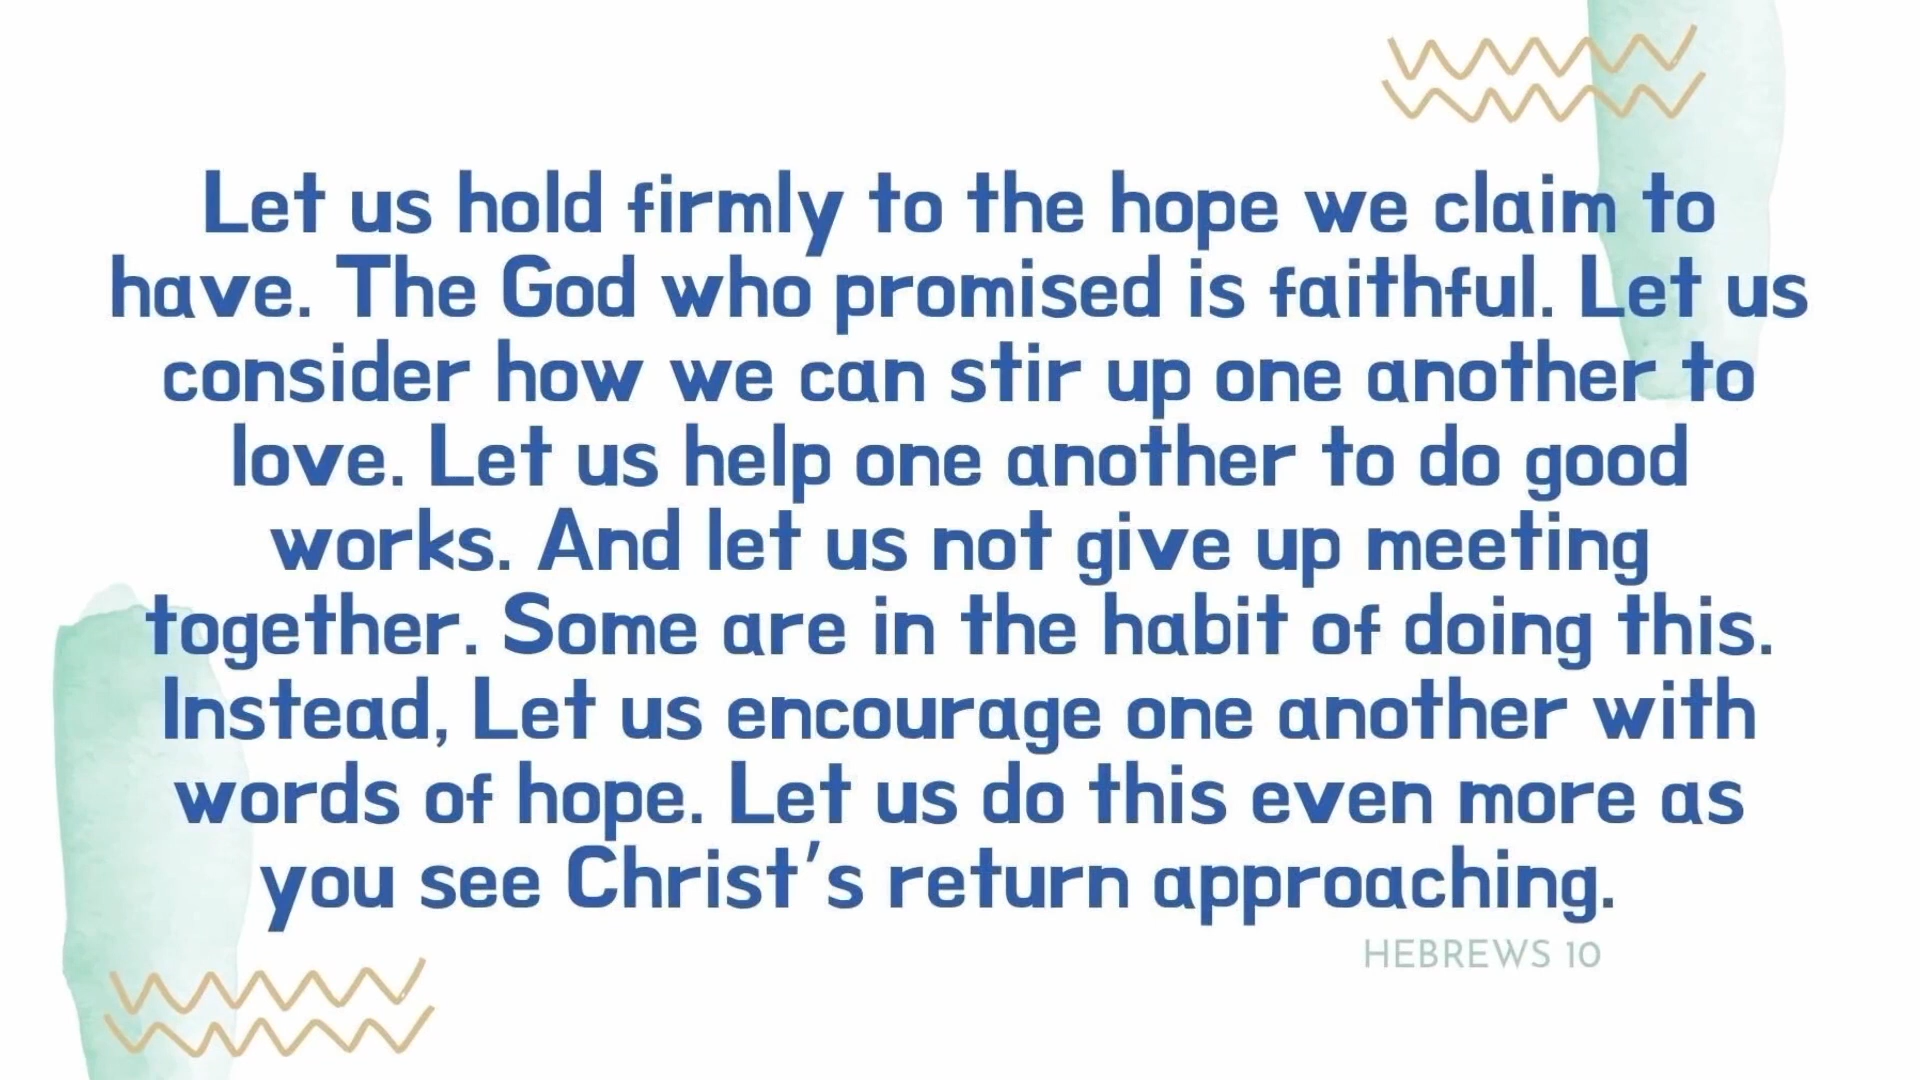 Let us hold firmly to the hope we claim to
have. The God who promised is faithful. Let us
consider how we can stir up one another to
love. Let us help one another to do good
works. And let us not give up meeting
together. Some are in the habit of doing this.
Instead, Let us encourage one another with
words of hope. Let us do this even more as
you see Christ's return approaching.
HEBREWS 10